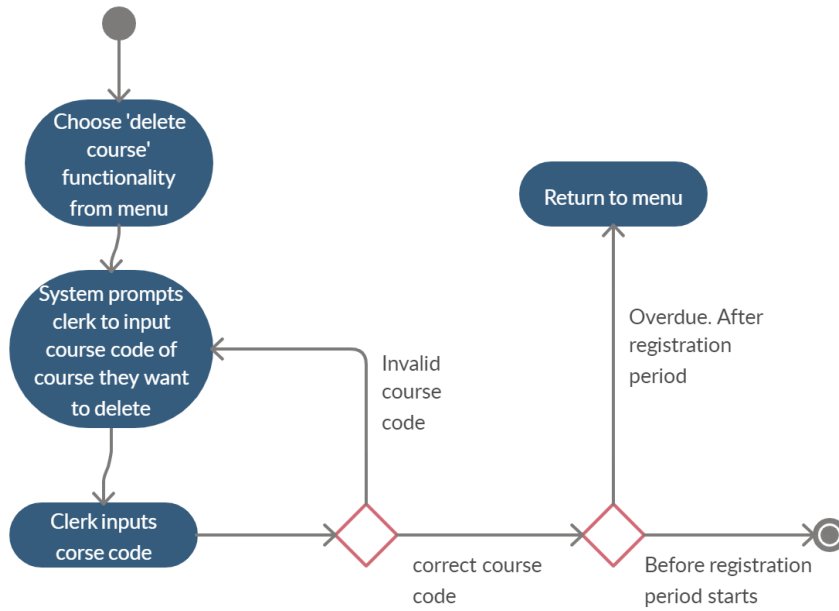 Choose 'delete
course'
functionality
from menu
System prompts
clerk to input
course code of
course they want
to delete
Clerk inputs
corse code
Invalid
course
code
correct course
code
Return to menu
Overdue. After
registration
period
Before registration
period starts